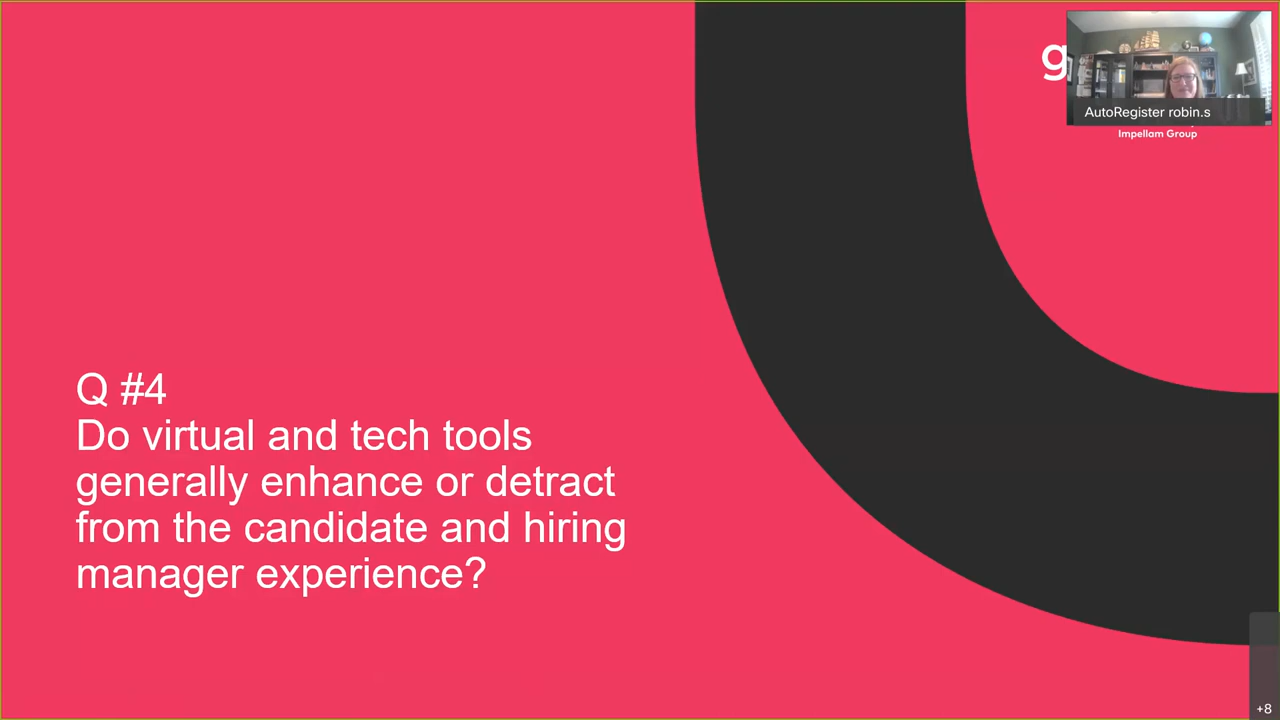 g
AutoRegister robin.s
Impellam Group
Q #4
Do virtual and tech tools
generally enhance or detract
from the candidate and hiring
manager experience?
+8